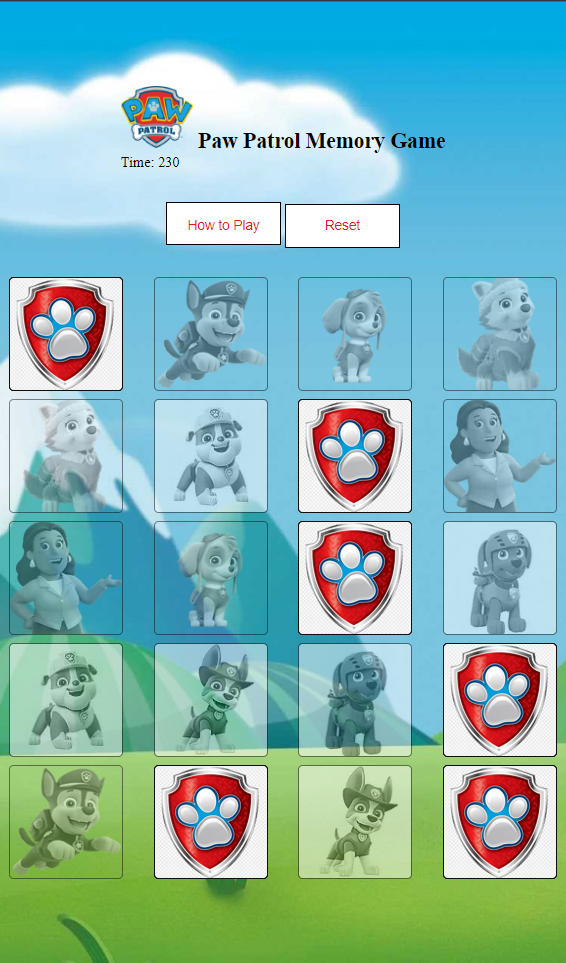 PAW
PATROL
Paw Patrol Memory Game
Time: 230
How to Play
Reset